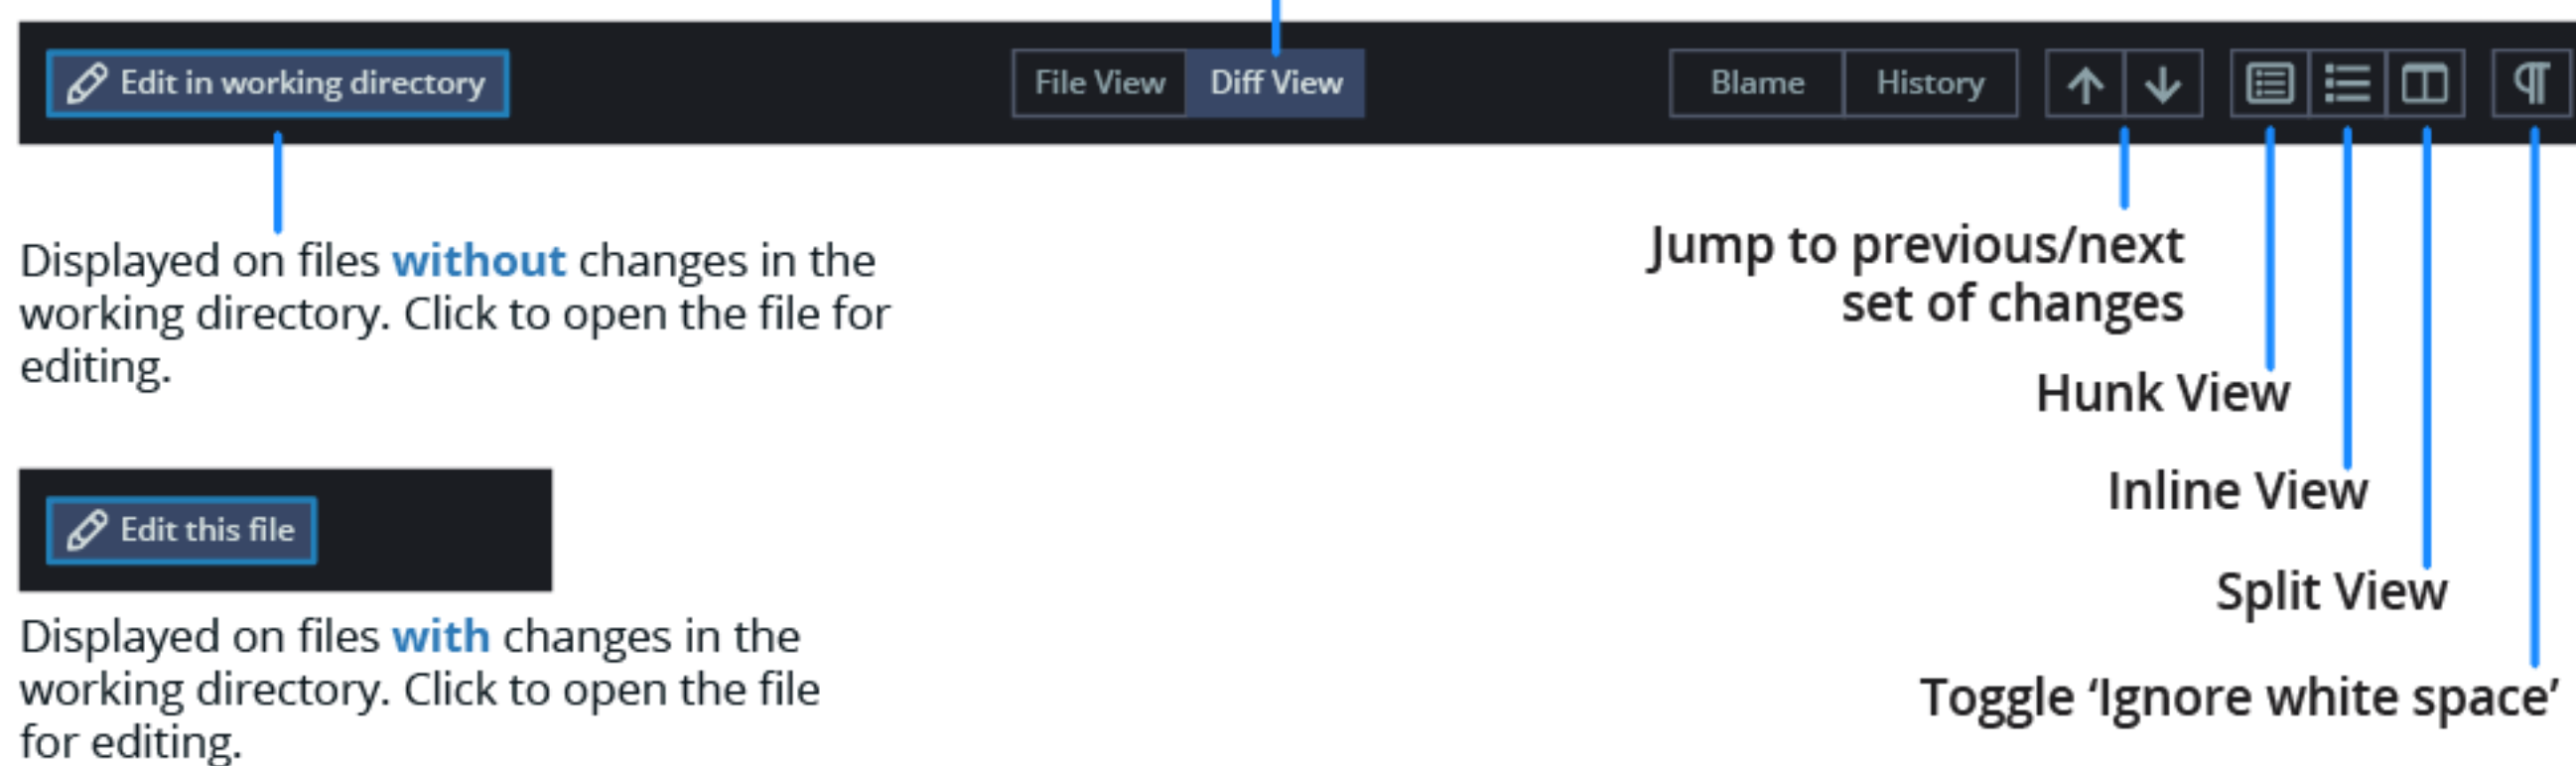 Edit in working directory
File View
Diff View
Blame
History
¶
Displayed on files without changes in the
working directory. Click to open the file for
editing.
Jump to previous/next
set of changes
Hunk View
Inline View
Split View
Toggle ‘Ignore white space’
Edit this file
Displayed on files with changes in the
working directory. Click to open the file
for editing.